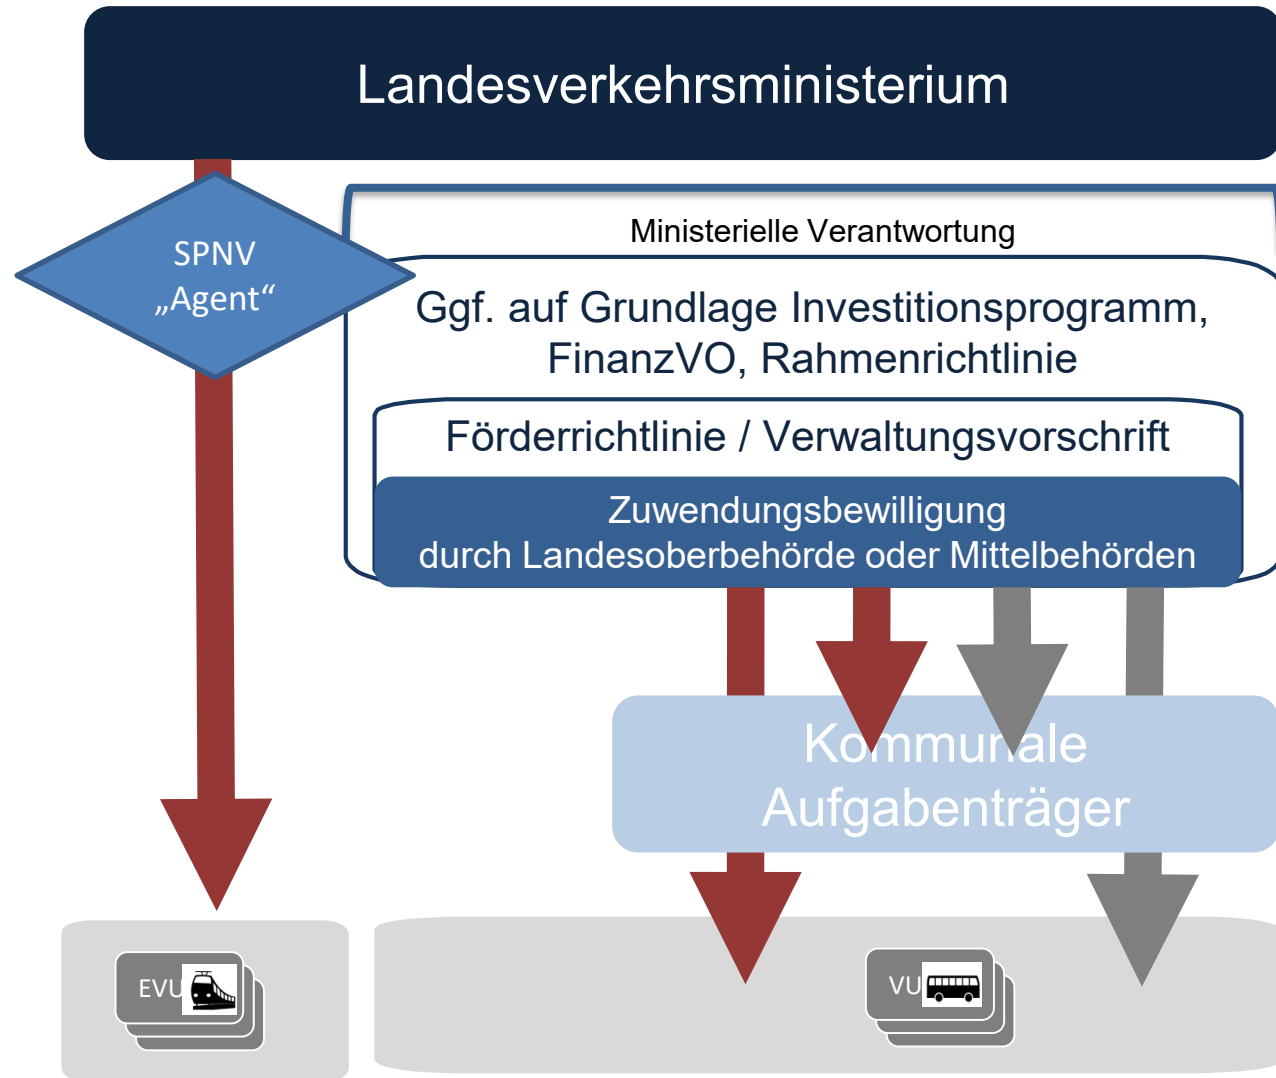 Landesverkehrsministerium
SPNV
„Agent“
Ministerielle Verantwortung
Ggf. auf Grundlage Investitionsprogramm,
FinanzVO, Rahmenrichtlinie
Förderrichtlinie / Verwaltungsvorschrift
Zuwendungsbewilligung
durch Landesoberbehörde oder Mittelbehörden
Kommunale
Aufgabenträger
EVU
VU